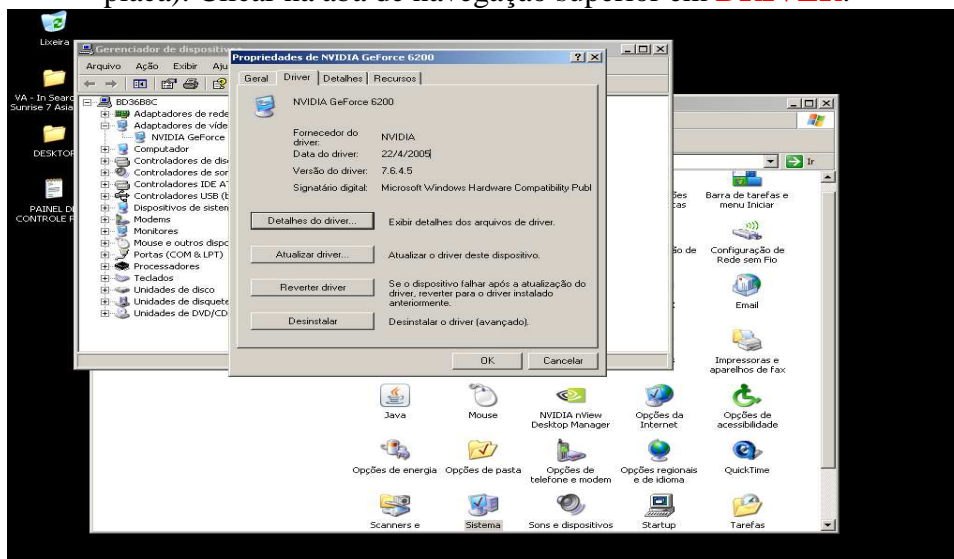 placa). Clicar na aba de navegação superior em DRIVER.
Lixeira
VA - In Searc
Sunrise 7 Asia
DESKTOP
PAINEL DE
CONTROLE
Gerenciador de dispositivos
Arquivo Ação Exibir Aju
BD36B8C
Adaptadores de rede
Adaptadores de víde
NVIDIA GeForce
Computador
Controladores de dis
Controladores de sor
Controladores IDE AT
Controladores USB (b
Dispositivos de sisten
Modems
Monitores
Mouse e outros dispo
Portas (COM & LPT)
Processadores
Teclados
Unidades de disco
Unidades de disquete
Unidades de DVD/CD
Propriedades de NVIDIA GeForce 6200
Geral Driver Detalhes Recursos
NVIDIA GeForce 6200
Fornecedor do driver: NVIDIA
Data do driver: 22/4/2005
Versão do driver: 7.6.4.5
Signatário digital: Microsoft Windows Hardware Compatibility Publ
Detalhes do driver... Exibir detalhes dos arquivos de driver.
Atualizar driver... Atualizar o driver deste dispositivo.
Reverter driver Se o dispositivo falhar após a atualização do
driver, reverter para o driver instalado
anteriormente.
Desinstalar Desinstalar o driver (avançado).
OK Cancelar
Ir
Barra de tarefas e
menu Iniciar
Configuração de
Rede sem Fio
Email
Impressoras e
aparelhos de fax
Java Mouse NVIDIA nView
Desktop Manager Opções da
Internet Opções de
acessibilidade
Opções de energia Opções de pasta Opções de
telefone e modem Opções regionais
e de idioma QuickTime
Scanners e Sistema Sons e dispositivos Startup Tarefas